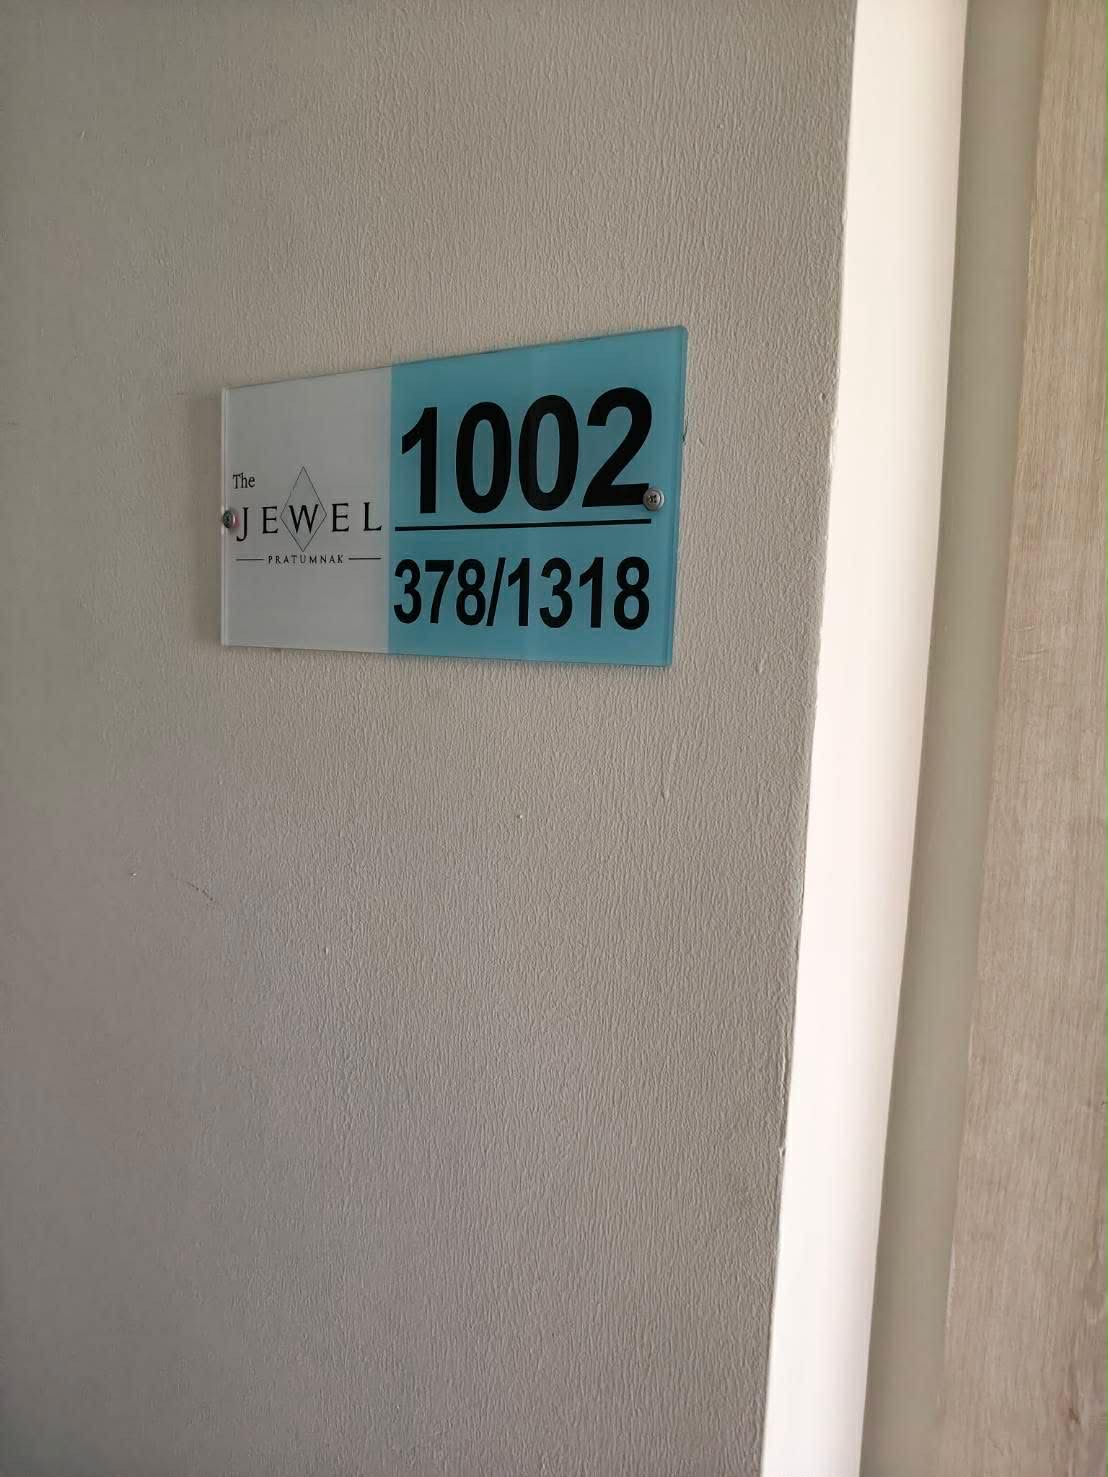 The
JEWEL
PRATUMNAK
1002
378/1318